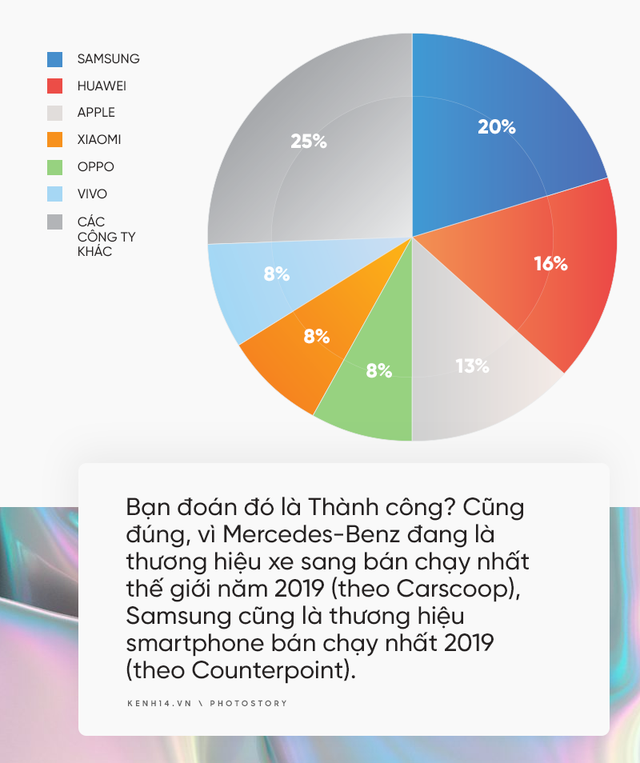 SAMSUNG
HUAWEI
APPLE
XIAOMI
OPPO
VIVO
CÁC
CÔNG TY
KHÁC
25%
20%
16%
8%
8%
8%
13%
Bạn đoán đó là Thành công? Cũng
đúng, vì Mercedes-Benz đang là
thương hiệu xe sang bán chạy nhất
thế giới năm 2019 (theo Carscoop),
Samsung cũng là thương hiệu
smartphone bán chạy nhất 2019
(theo Counterpoint).
KENH14.VN \ PHOTOSTORY